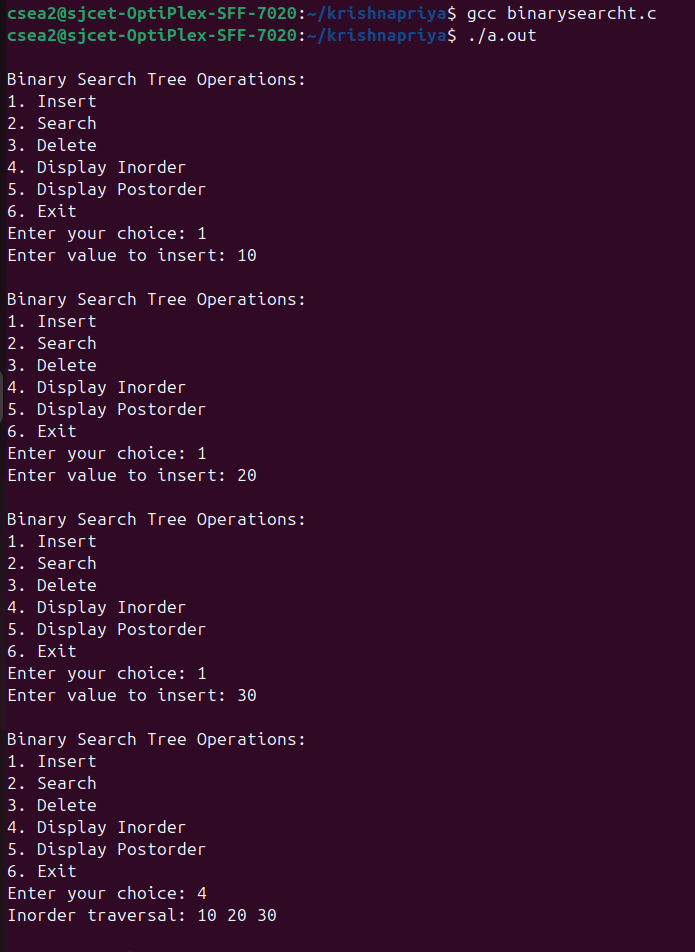 csea2@sjcet-OptiPlex-SFF-7020:~/krishnapriya$ gcc binarysearcht.c
csea2@sjcet-OptiPlex-SFF-7020:~/krishnapriya$ ./a.out
Binary Search Tree Operations:
1. Insert
2. Search
3. Delete
4. Display Inorder
5. Display Postorder
6. Exit
Enter your choice: 1
Enter value to insert: 10
Binary Search Tree Operations:
1. Insert
2. Search
3. Delete
4. Display Inorder
5. Display Postorder
6. Exit
Enter your choice: 1
Enter value to insert: 20
Binary Search Tree Operations:
1. Insert
2. Search
3. Delete
4. Display Inorder
5. Display Postorder
6. Exit
Enter your choice: 1
Enter value to insert: 30
Binary Search Tree Operations:
1. Insert
2. Search
3. Delete
4. Display Inorder
5. Display Postorder
6. Exit
Enter your choice: 4
Inorder traversal: 10 20 30